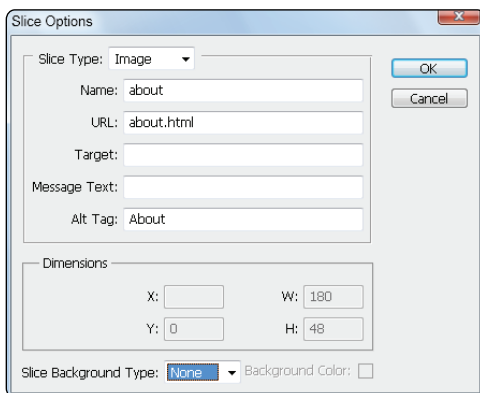 Slice Options
Slice Type: Image
OK
Name: about
Cancel
URL: about.html
Target:
Message Text:
Alt Tag: About
Dimensions
X: W: 180
Y: 0 H: 48
Slice Background Type: None Background Color: